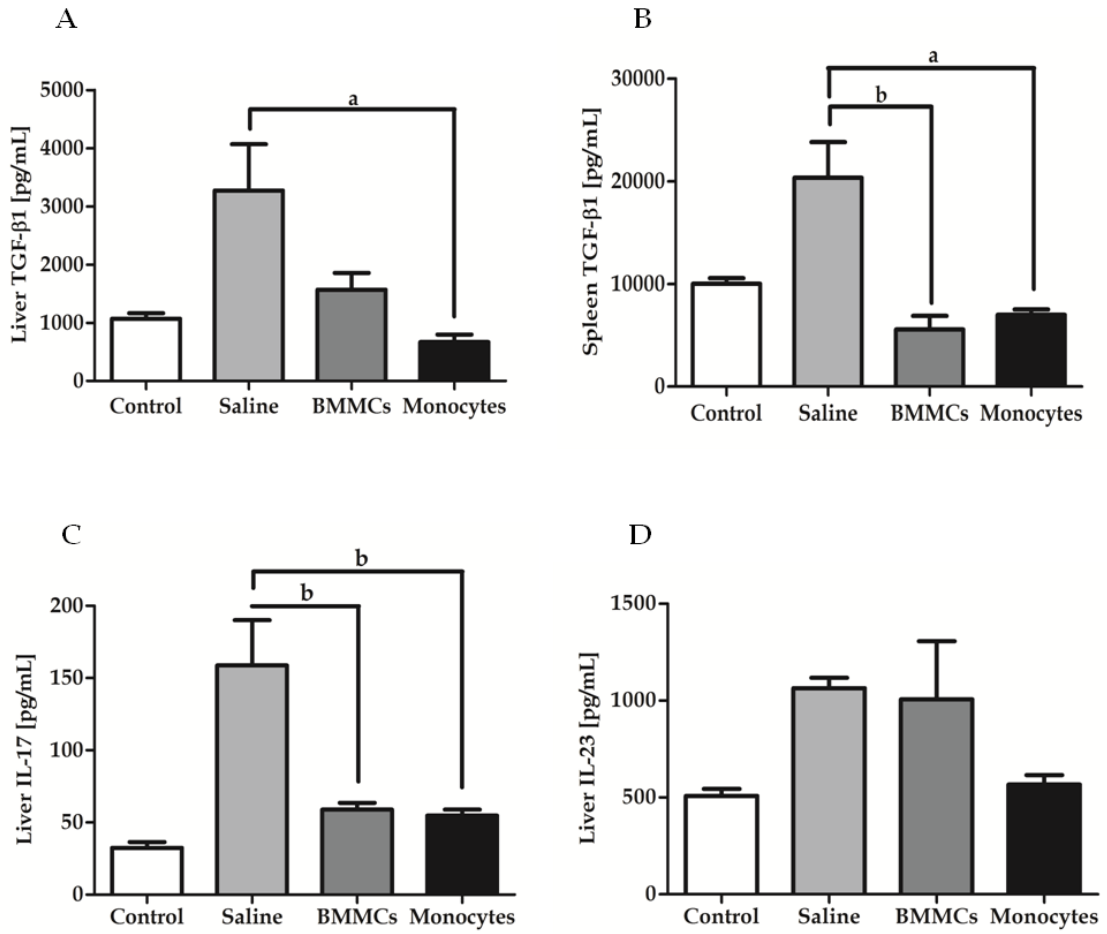 A
Liver TGF-β1 [pg/mL]
5000
4000
3000
2000
1000
0
a
Control Saline BMMCs Monocytes
B
Spleen TGF-β1 [pg/mL]
30000
20000
10000
0
a
b
Control Saline BMMCs Monocytes
C
Liver IL-17 [pg/mL]
200
150
100
50
0
b
b
Control Saline BMMCs Monocytes
D
Liver IL-23 [pg/mL]
1500
1000
500
0
Control Saline BMMCs Monocytes